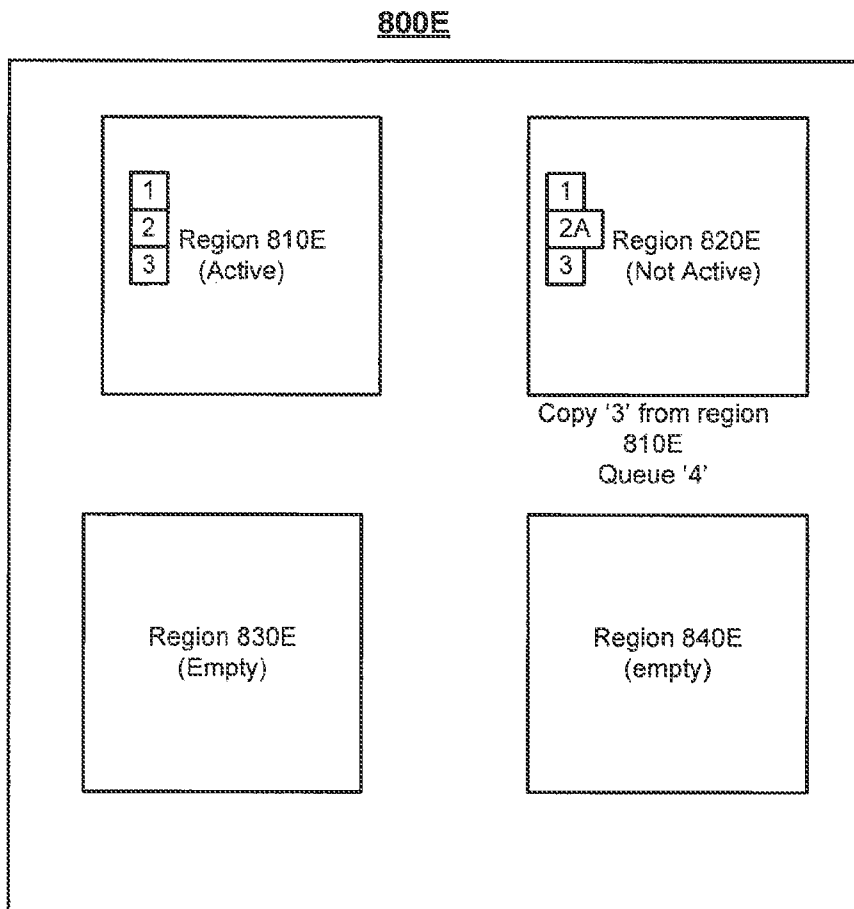 800E
1
2
3
Region 810E
(Active)
1
2A
3
Region 820E
(Not Active)
Copy '3' from region
810E
Queue '4'
Region 830E
(Empty)
Region 840E
(empty)